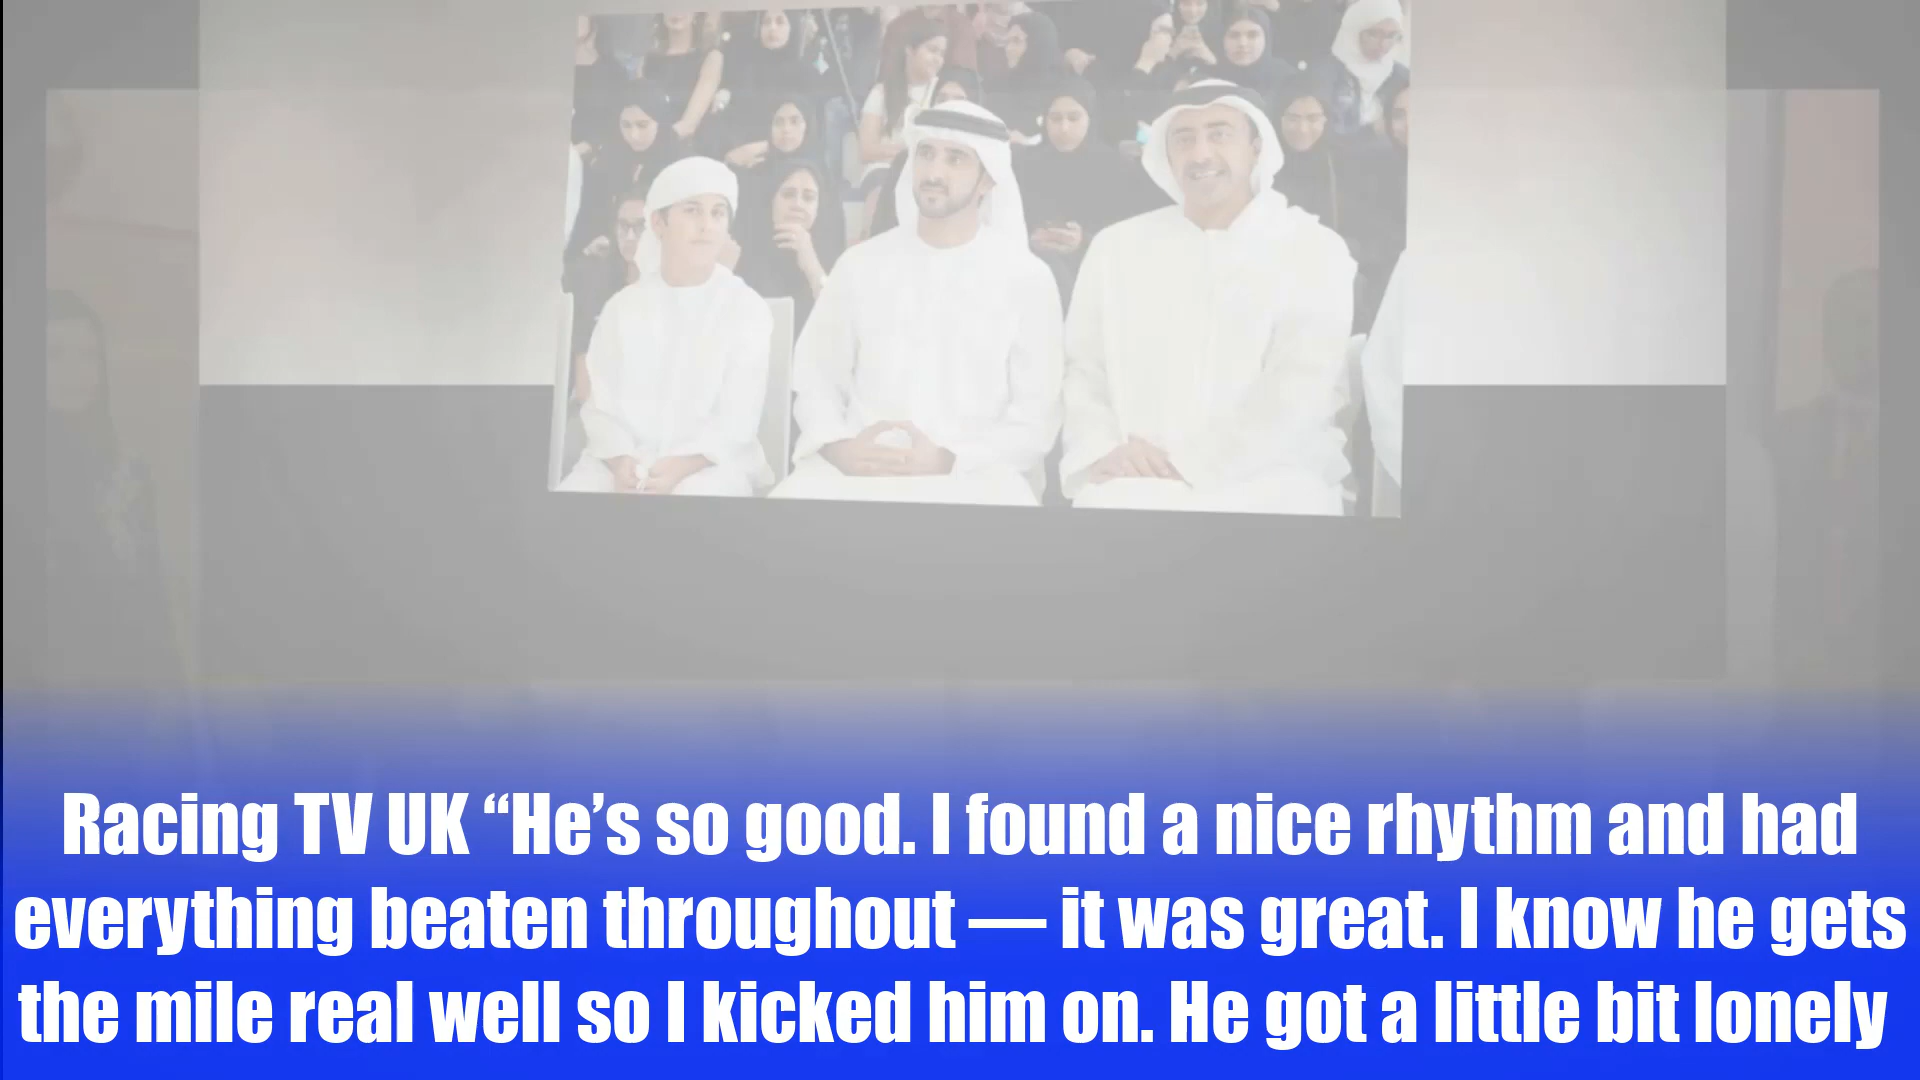 Racing TV UK “He’s so good. I found a nice rhythm and had
everything beaten throughout — it was great. I know he gets
the mile real well so I kicked him on. He got a little bit lonely